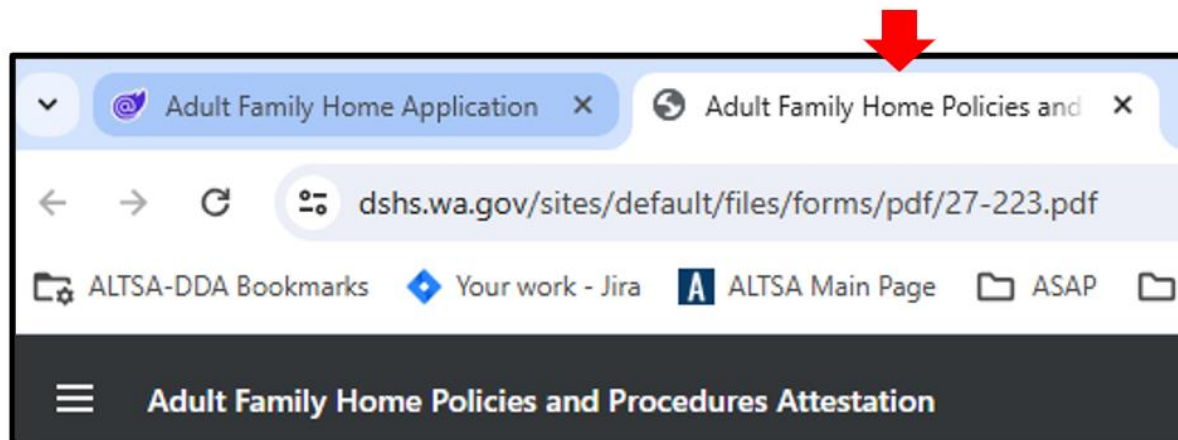 Adult Family Home Application
Adult Family Home Policies and
dshs.wa.gov/sites/default/files/forms/pdf/27-223.pdf
ALTSA-DDA Bookmarks Your work - Jira A ALTSA Main Page ASAP
Adult Family Home Policies and Procedures Attestation